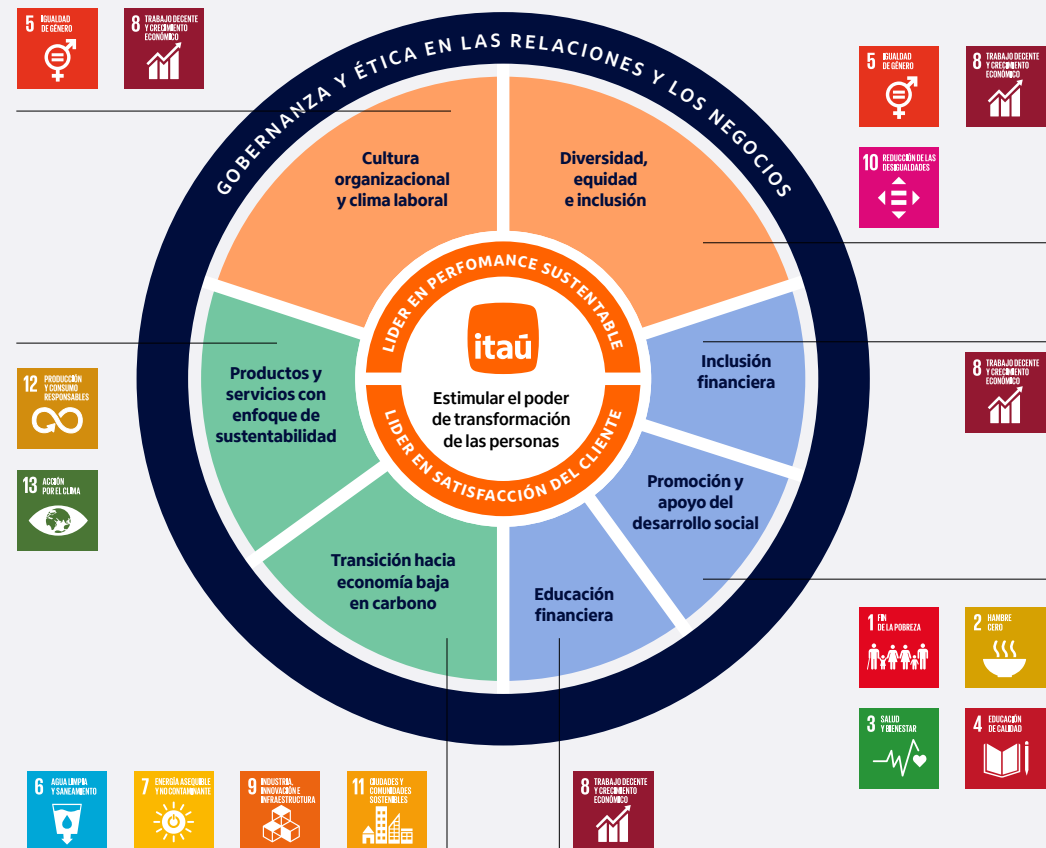 5 IGUALDAD
DE GÉNERO
8 TRABAJO DECENTE
Y CRECIMIENTO
ECONÓMICO
GOBERNANZA Y ÉTICA EN LAS RELACIONES Y LOS NEGOCIOS
5 IGUALDAD
DE GÉNERO
8 TRABAJO DECENTE
Y CRECIMIENTO
ECONÓMICO
10 REDUCCIÓN DE LAS
DESIGUALDADES
Cultura
organizacional
y clima laboral
Diversidad,
equidad
e inclusión
LIDER EN PERFOMANCE SUSTENTABLE
itaú
Estimular el poder
de transformación
de las personas
LIDER EN SATISFACCIÓN DEL CLIENTE
Productos y
servicios con
enfoque de
sustentabilidad
Inclusión
financiera
Promoción y
apoyo del
desarrollo social
Transición hacia
economía baja
en carbono
Educación
financiera
12 PRODUCCIÓN
Y CONSUMO
RESPONSABLES
13 ACCIÓN
POR EL CLIMA
8 TRABAJO DECENTE
Y CRECIMIENTO
ECONÓMICO
1 FIN
DE LA POBREZA
2 HAMBRE
CERO
3 SALUD
Y BIENESTAR
4 EDUCACIÓN
DE CALIDAD
6 AGUA LIMPIA
Y SANEAMIENTO
7 ENERGÍA ASEQUIBLE
Y NO CONTAMINANTE
9 INDUSTRIA,
INNOVACIÓN E
INFRAESTRUCTURA
11 CIUDADES Y
COMUNIDADES
SOSTENIBLES
8 TRABAJO DECENTE
Y CRECIMIENTO
ECONÓMICO